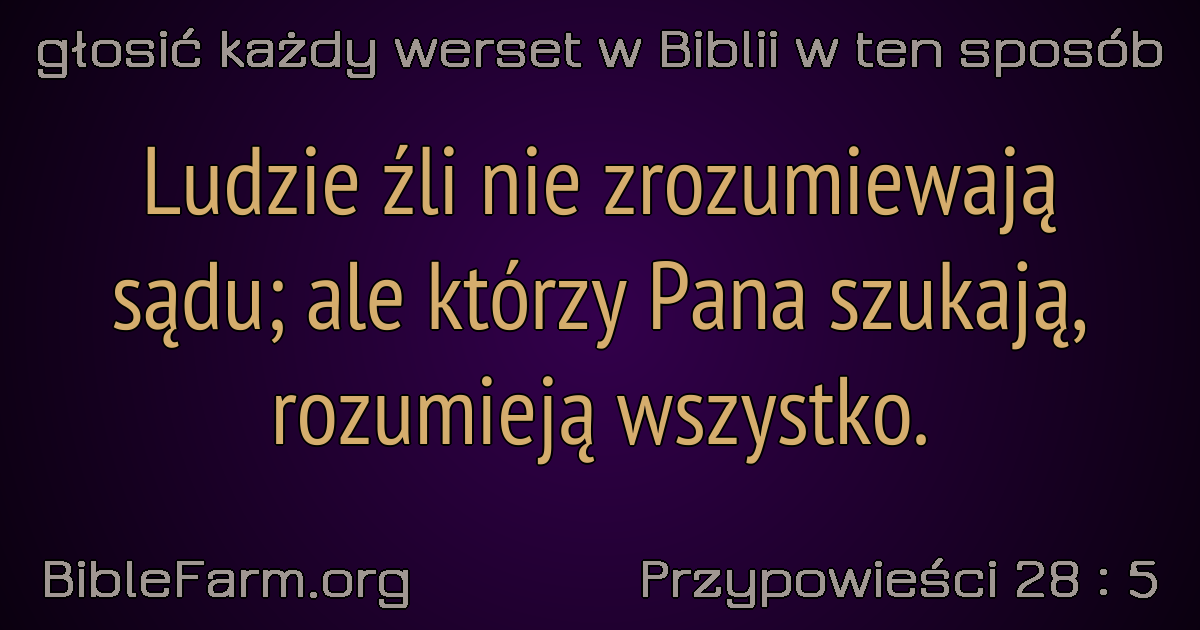 głosić każdy werset w Biblii w ten sposób
Ludzie źli nie zrozumiewają
sądu; ale którzy Pana szukają,
rozumieją wszystko.
BibleFarm.org
Przypowieści 28 : 5